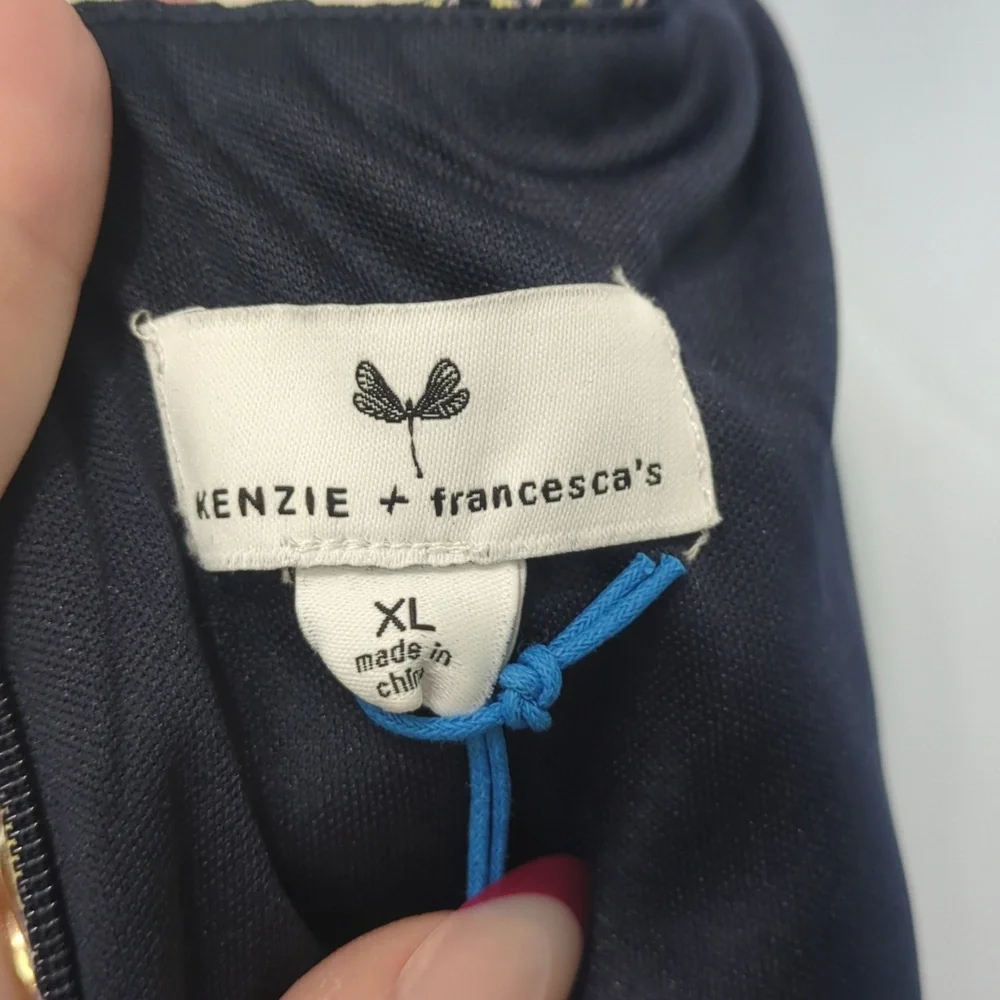 KENZIE + francesca's
XL
made in